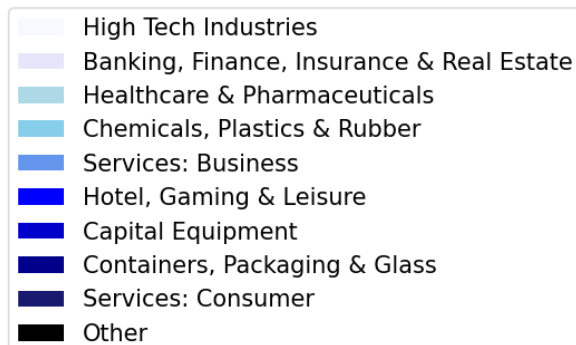 High Tech Industries
Banking, Finance, Insurance & Real Estate
Healthcare & Pharmaceuticals
Chemicals, Plastics & Rubber
Services: Business
Hotel, Gaming & Leisure
Capital Equipment
Containers, Packaging & Glass
Services: Consumer
Other